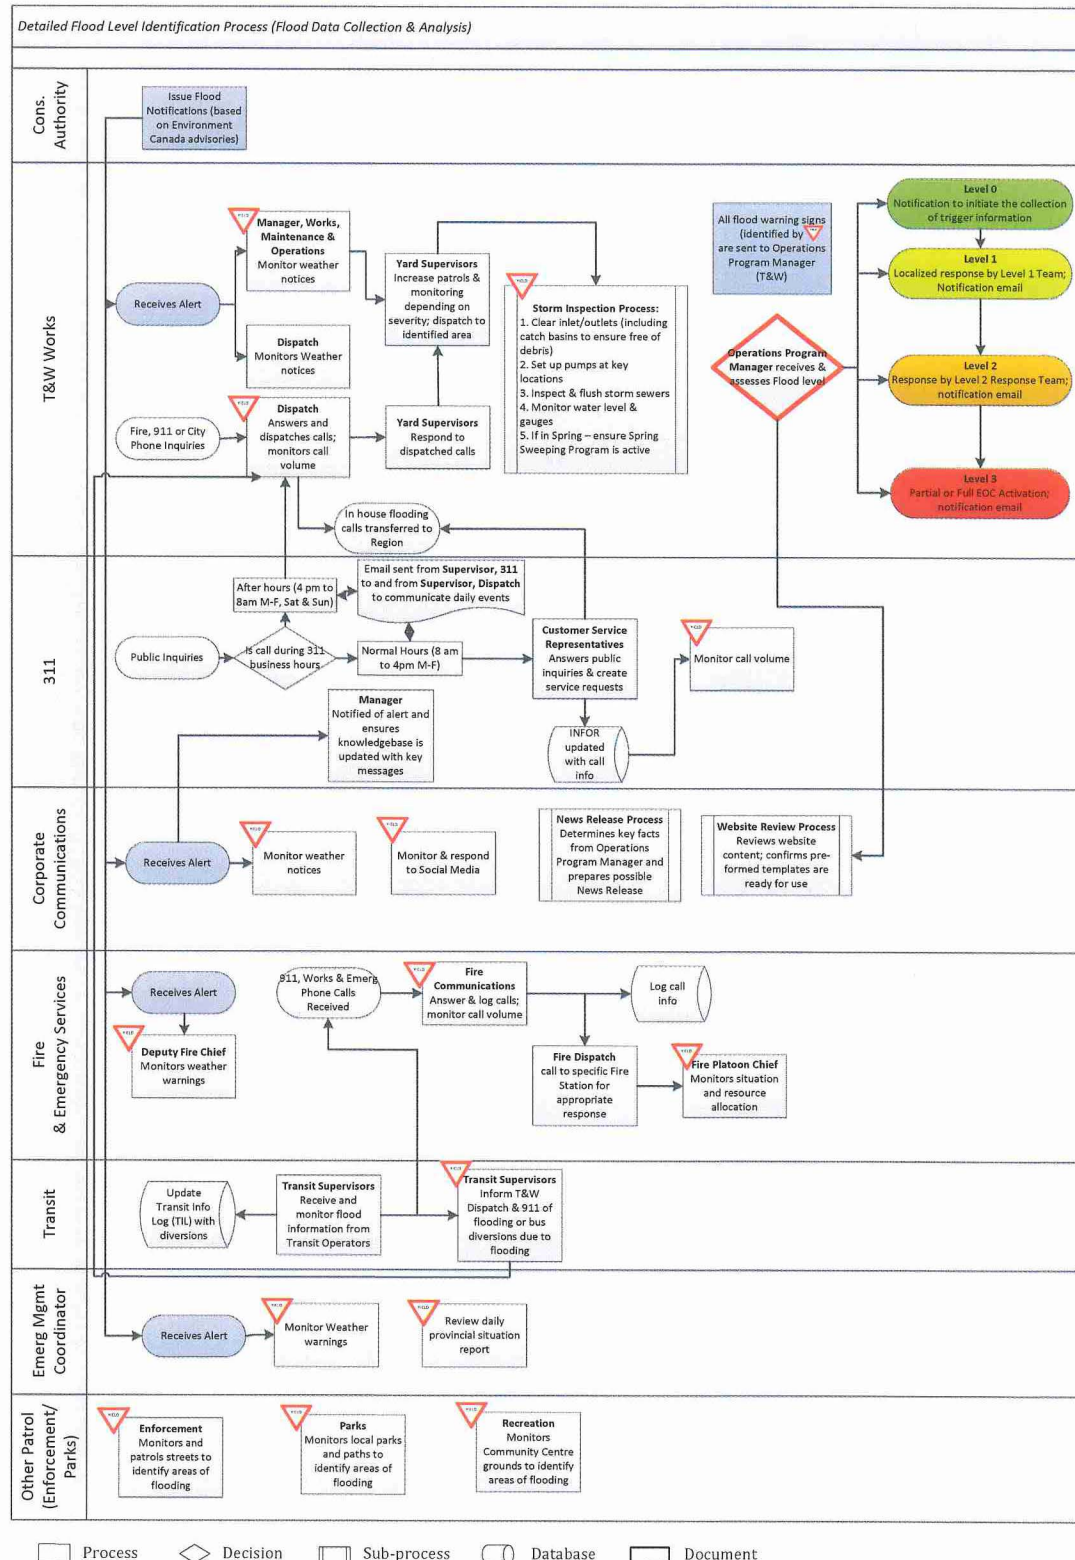 Detailed Flood Level Identification Process (Flood Data Collection & Analysis)
Cons.
Authority
Issue Flood
Notifications (based
on Environment
Canada advisories)
T&W Works
Receives Alert
Manager, Works,
Maintenance &
Operations
Monitor weather
notices
Dispatch
Monitors Weather
notices
Yard Supervisors
Increase patrols &
monitoring
depending on
severity; dispatch to
identified area
Storm Inspection Process:
1. Clear inlet/outlets (including
catch basins to ensure free of
debris)
2. Set up pumps at key
locations
3. Inspect & flush storm sewers
4. Monitor water level &
gauges
5. If in Spring – ensure Spring
Sweeping Program is active
Fire, 911 or City
Phone Inquiries
Dispatch
Answers and
dispatches calls;
monitors call
volume
Yard Supervisors
Respond to
dispatched calls
In house flooding
calls transferred to
Region
All flood warning signs
(identified by
are sent to Operations
Program Manager
(T&W)
Operations Program
Manager receives &
assesses Flood level
Level 0
Notification to initiate the collection
of trigger information
Level 1
Localized response by Level 1 Team;
Notification email
Level 2
Response by Level 2 Response Team;
notification email
Level 3
Partial or Full EOC Activation;
notification email
311
After hours (4 pm to
8am M-F, Sat & Sun)
Email sent from Supervisor, 311
to and from Supervisor, Dispatch
to communicate daily events
Public Inquiries
Is call during 311
business hours
Normal Hours (8 am
to 4pm M-F)
Customer Service
Representatives
Answers public
inquiries & create
service requests
Monitor call volume
Manager
Notified of alert and
ensures
knowledgebase is
updated with key
messages
INFOR
updated
with call
info
Corporate
Communications
Receives Alert
Monitor weather
notices
Monitor & respond
to Social Media
News Release Process
Determines key facts
from Operations
Program Manager and
prepares possible
News Release
Website Review Process
Reviews website
content; confirms pre-
formed templates are
ready for use
Fire
& Emergency Services
Receives Alert
Deputy Fire Chief
Monitors weather
warnings
911, Works & Emerg
Phone Calls
Received
Fire
Communications
Answer & log calls;
monitor call volume
Log call
info
Fire Dispatch
call to specific Fire
Station for
appropriate
response
Fire Platoon Chief
Monitors situation
and resource
allocation
Transit
Update
Transit Info
Log (TIL) with
diversions
Transit Supervisors
Receive and
monitor flood
information from
Transit Operators
Transit Supervisors
Inform T&W
Dispatch & 911 of
flooding or bus
diversions due to
flooding
Emerg Mgmt
Coordinator
Receives Alert
Monitor Weather
warnings
Review daily
provincial situation
report
Other Patrol
(Enforcement/
Parks)
Enforcement
Monitors and
patrols streets to
identify areas of
flooding
Parks
Monitors local parks
and paths to
identify areas of
flooding
Recreation
Monitors
Community Centre
grounds to identify
areas of flooding
Process
Decision
Sub-process
Database
Document